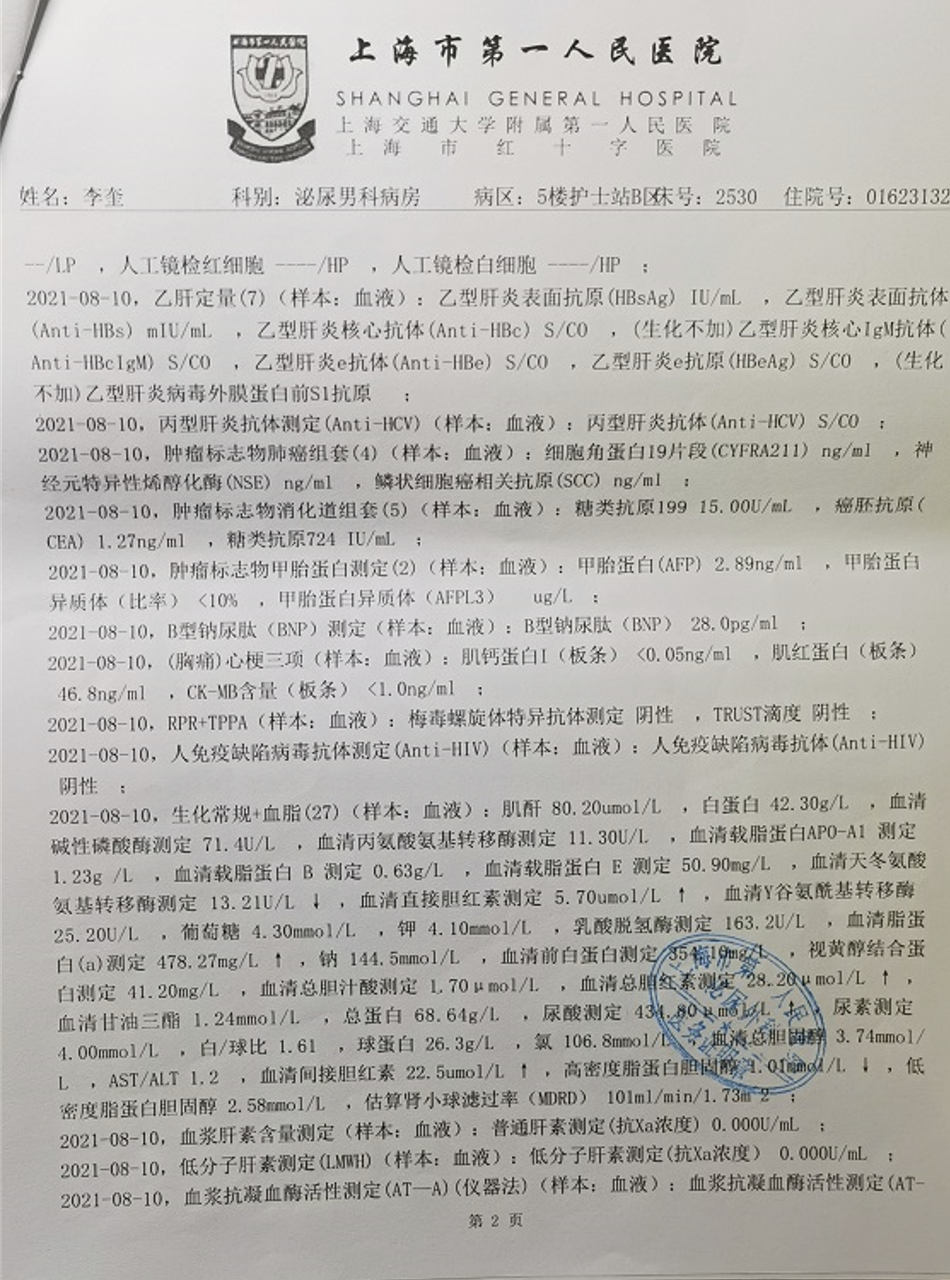 上海市第一人民医院
SHANGHAI GENERAL HOSPITAL
上海交通大学附属第一人民医院
上海市红十字医院
姓名：李奎 科别：泌尿男科病房 病区：5楼护士站B区床号：2530 住院号：01623132
--/LP ，人工镜检红细胞 ----/HP ，人工镜检白细胞 ----/HP ；
2021-08-10，乙肝定量(7)（样本：血液）：乙型肝炎表面抗原(HBsAg) IU/mL ，乙型肝炎表面抗体
(Anti-HBs) mIU/mL ，乙型肝炎核心抗体(Anti-HBc) S/CO ，(生化不加)乙型肝炎核心IgM抗体(
Anti-HBcIgM) S/CO ，乙型肝炎e抗体(Anti-HBe) S/CO ，乙型肝炎e抗原(HBeAg) S/CO ，(生化
不加)乙型肝炎病毒外膜蛋白前S1抗原 ；
2021-08-10，丙型肝炎抗体测定(Anti-HCV)（样本：血液）：丙型肝炎抗体(Anti-HCV) S/CO ；
2021-08-10，肿瘤标志物肺癌组套(4)（样本：血液）：细胞角蛋白19片段(CYFRA211) ng/ml ，神
经元特异性烯醇化酶(NSE) ng/ml ，鳞状细胞癌相关抗原(SCC) ng/ml ；
2021-08-10，肿瘤标志物消化道组套(5)（样本：血液）：糖类抗原199 15.00U/mL ，癌胚抗原(
CEA) 1.27ng/ml ，糖类抗原724 IU/mL ；
2021-08-10，肿瘤标志物甲胎蛋白测定(2)（样本：血液）：甲胎蛋白(AFP) 2.89ng/ml ，甲胎蛋白
异质体（比率） <10% ，甲胎蛋白异质体（AFPL3） ug/L ；
2021-08-10，B型钠尿肽（BNP）测定（样本：血液）：B型钠尿肽（BNP） 28.0pg/ml ；
2021-08-10，(胸痛)心梗三项（样本：血液）：肌钙蛋白I（板条） <0.05ng/ml ，肌红蛋白（板条）
46.8ng/ml ，CK-MB含量（板条） <1.0ng/ml ；
2021-08-10，RPR+TPPA（样本：血液）：梅毒螺旋体特异抗体测定 阴性 ，TRUST滴度 阴性 ；
2021-08-10，人免疫缺陷病毒抗体测定(Anti-HIV)（样本：血液）：人免疫缺陷病毒抗体(Anti-HIV)
阴性 ；
2021-08-10，生化常规+血脂(27)（样本：血液）：肌酐 80.20umol/L ，白蛋白 42.30g/L ，血清
碱性磷酸酶测定 71.4U/L ，血清丙氨酸氨基转移酶测定 11.30U/L ，血清载脂蛋白APO-A1 测定
1.23g /L ，血清载脂蛋白 B 测定 0.63g/L ，血清载脂蛋白 E 测定 50.90mg/L ，血清天冬氨酸
氨基转移酶测定 13.21U/L ↓ ，血清直接胆红素测定 5.70umol/L ↑ ，血清Y谷氨酰基转移酶
25.20U/L ，葡萄糖 4.30mmol/L ，钾 4.10mmol/L ，乳酸脱氢酶测定 163.2U/L ，血清脂蛋
白(a)测定 478.27mg/L ↑ ，钠 144.5mmol/L ，血清前白蛋白测定 354.10mg/L ，视黄醇结合蛋
白测定 41.20mg/L ，血清总胆汁酸测定 1.70μmol/L ，血清总胆红素测定 28.20μmol/L ↑ ，
血清甘油三酯 1.24mmol/L ，总蛋白 68.64g/L ，尿酸测定 434.80μmol/L ↑ ，尿素测定
4.00mmol/L ，白/球比 1.61 ，球蛋白 26.3g/L ，氯 106.8mmol/L ，血清总胆固醇 3.74mmol/
L ，AST/ALT 1.2 ，血清间接胆红素 22.5umol/L ↑ ，高密度脂蛋白胆固醇 1.01mmol/L ↓ ，低
密度脂蛋白胆固醇 2.58mmol/L ，估算肾小球滤过率（MDRD） 101ml/min/1.73m^2 ；
2021-08-10，血浆肝素含量测定（样本：血液）：普通肝素测定(抗Xa浓度) 0.000U/mL ；
2021-08-10，低分子肝素测定(LMWH)（样本：血液）：低分子肝素测定(抗Xa浓度） 0.000U/mL ；
2021-08-10，血浆抗凝血酶活性测定(AT—A)(仪器法)（样本：血液）：血浆抗凝血酶活性测定(AT-
第 2 页